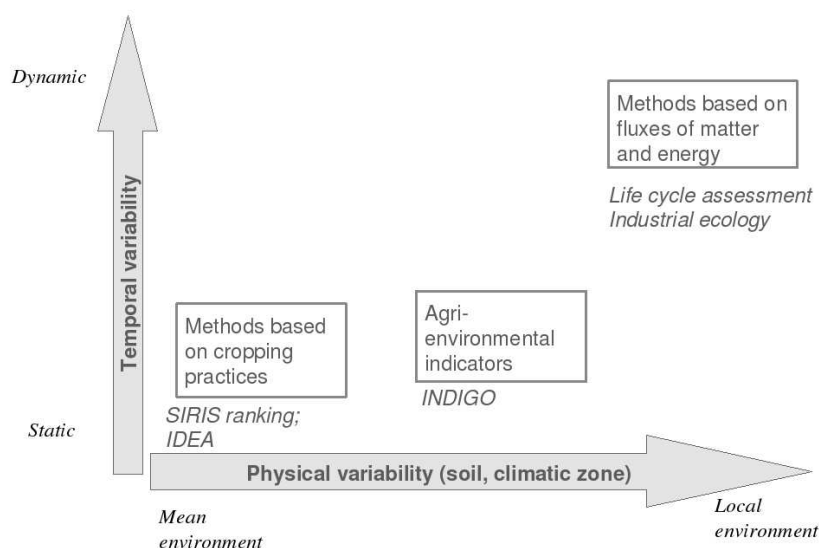 Dynamic
Methods based on
fluxes of matter
and energy
Life cycle assessment
Industrial ecology
Temporal variability
Methods based
on cropping
practices
SIRIS ranking;
IDEA
Agri-
environmental
indicators
INDIGO
Static
Physical variability (soil, climatic zone)
Mean
environment
Local
environment